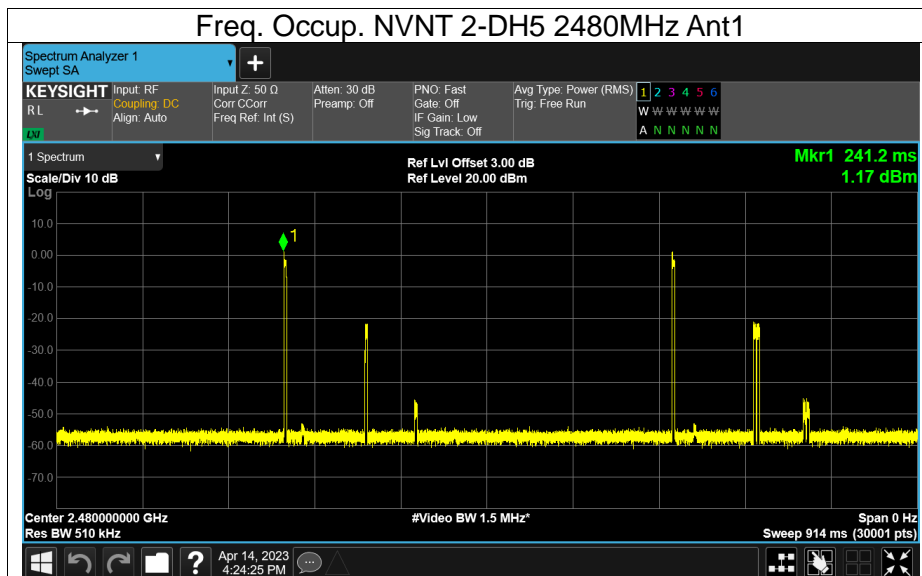 Freq. Occup. NVNT 2-DH5 2480MHz Ant1
Spectrum Analyzer 1
Swept SA
KEYSIGHT Input: RF Input Z: 50 Ω Atten: 30 dB PNO: Fast Avg Type: Power (RMS) 1 2 3 4 5 6
R L Coupling: DC Corr CCorr Preamp: Off Gate: Off Trig: Free Run W W W W W W
Align: Auto Freq Ref: Int (S) IF Gain: Low
LXI Sig Track: Off A N N N N N
1 Spectrum Ref Lvl Offset 3.00 dB Mkr1 241.2 ms
Scale/Div 10 dB Ref Level 20.00 dBm 1.17 dBm
Log
10.0
1
0.00
-10.0
-20.0
-30.0
-40.0
-50.0
-60.0
-70.0
Center 2.480000000 GHz #Video BW 1.5 MHz* Span 0 Hz
Res BW 510 kHz Sweep 914 ms (30001 pts)
? Apr 14, 2023
4:24:25 PM